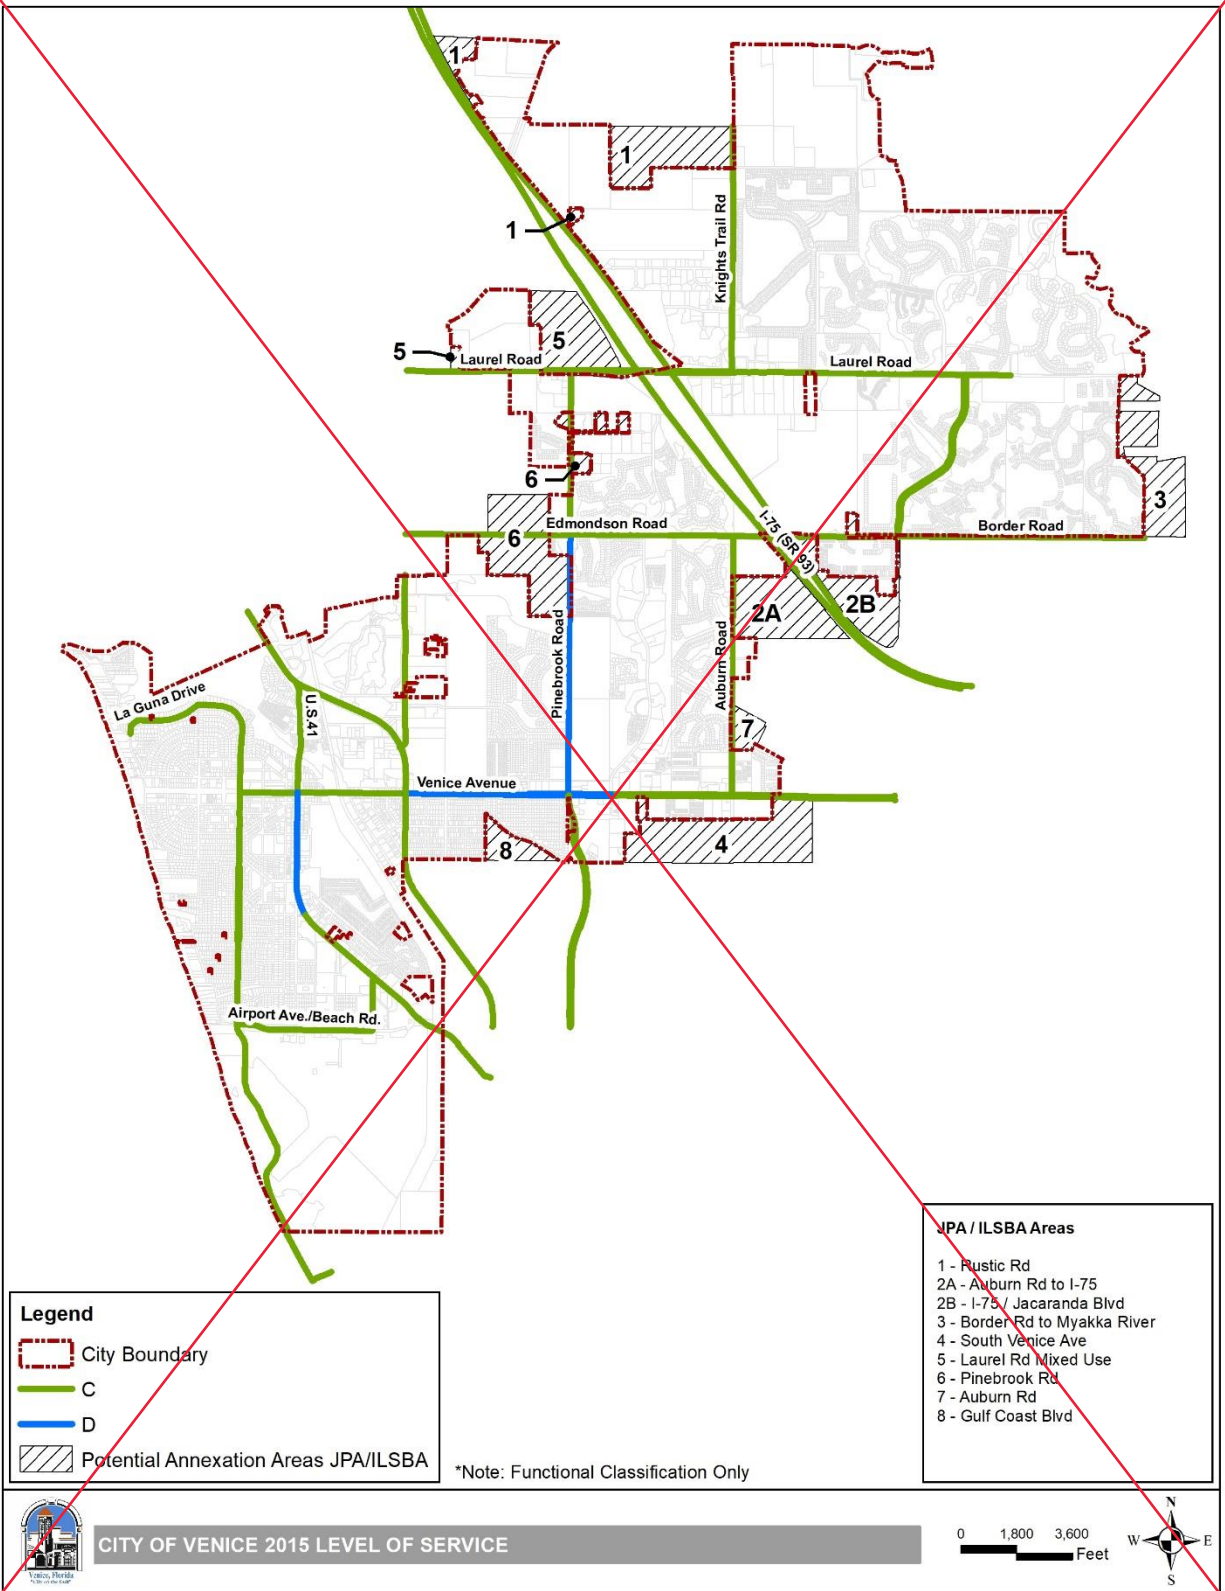 1
1
1
Knights Trail Rd
5
5
Laurel Road
Laurel Road
6
6
Edmondson Road
I-75 (SR 93)
Border Road
3
2A
2B
Pinebrook Road
Auburn Road
La Guna Drive
U.S.41
7
Venice Avenue
8
4
Airport Ave./Beach Rd.
JPA / ILSBA Areas
1 - Rustic Rd
2A - Auburn Rd to I-75
2B - I-75 / Jacaranda Blvd
3 - Border Rd to Myakka River
4 - South Venice Ave
5 - Laurel Rd Mixed Use
6 - Pinebrook Rd
7 - Auburn Rd
8 - Gulf Coast Blvd
Legend
City Boundary
C
D
Potential Annexation Areas JPA/ILSBA
*Note: Functional Classification Only
Venice, Florida
CITY OF VENICE 2015 LEVEL OF SERVICE
0 1,800 3,600
Feet
N
W E
S